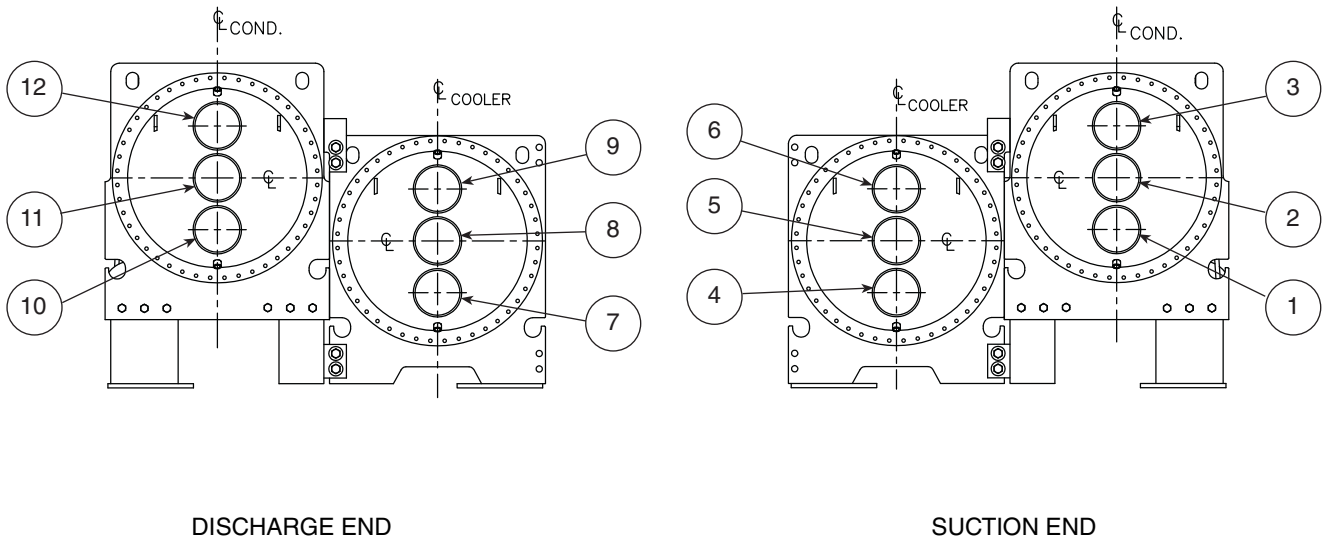 ℄ COND.
℄ COND.
℄ COOLER
℄ COOLER
12
3
9
6
℄
℄
11
8
5
2
℄
℄
10
7
4
1
DISCHARGE END
SUCTION END